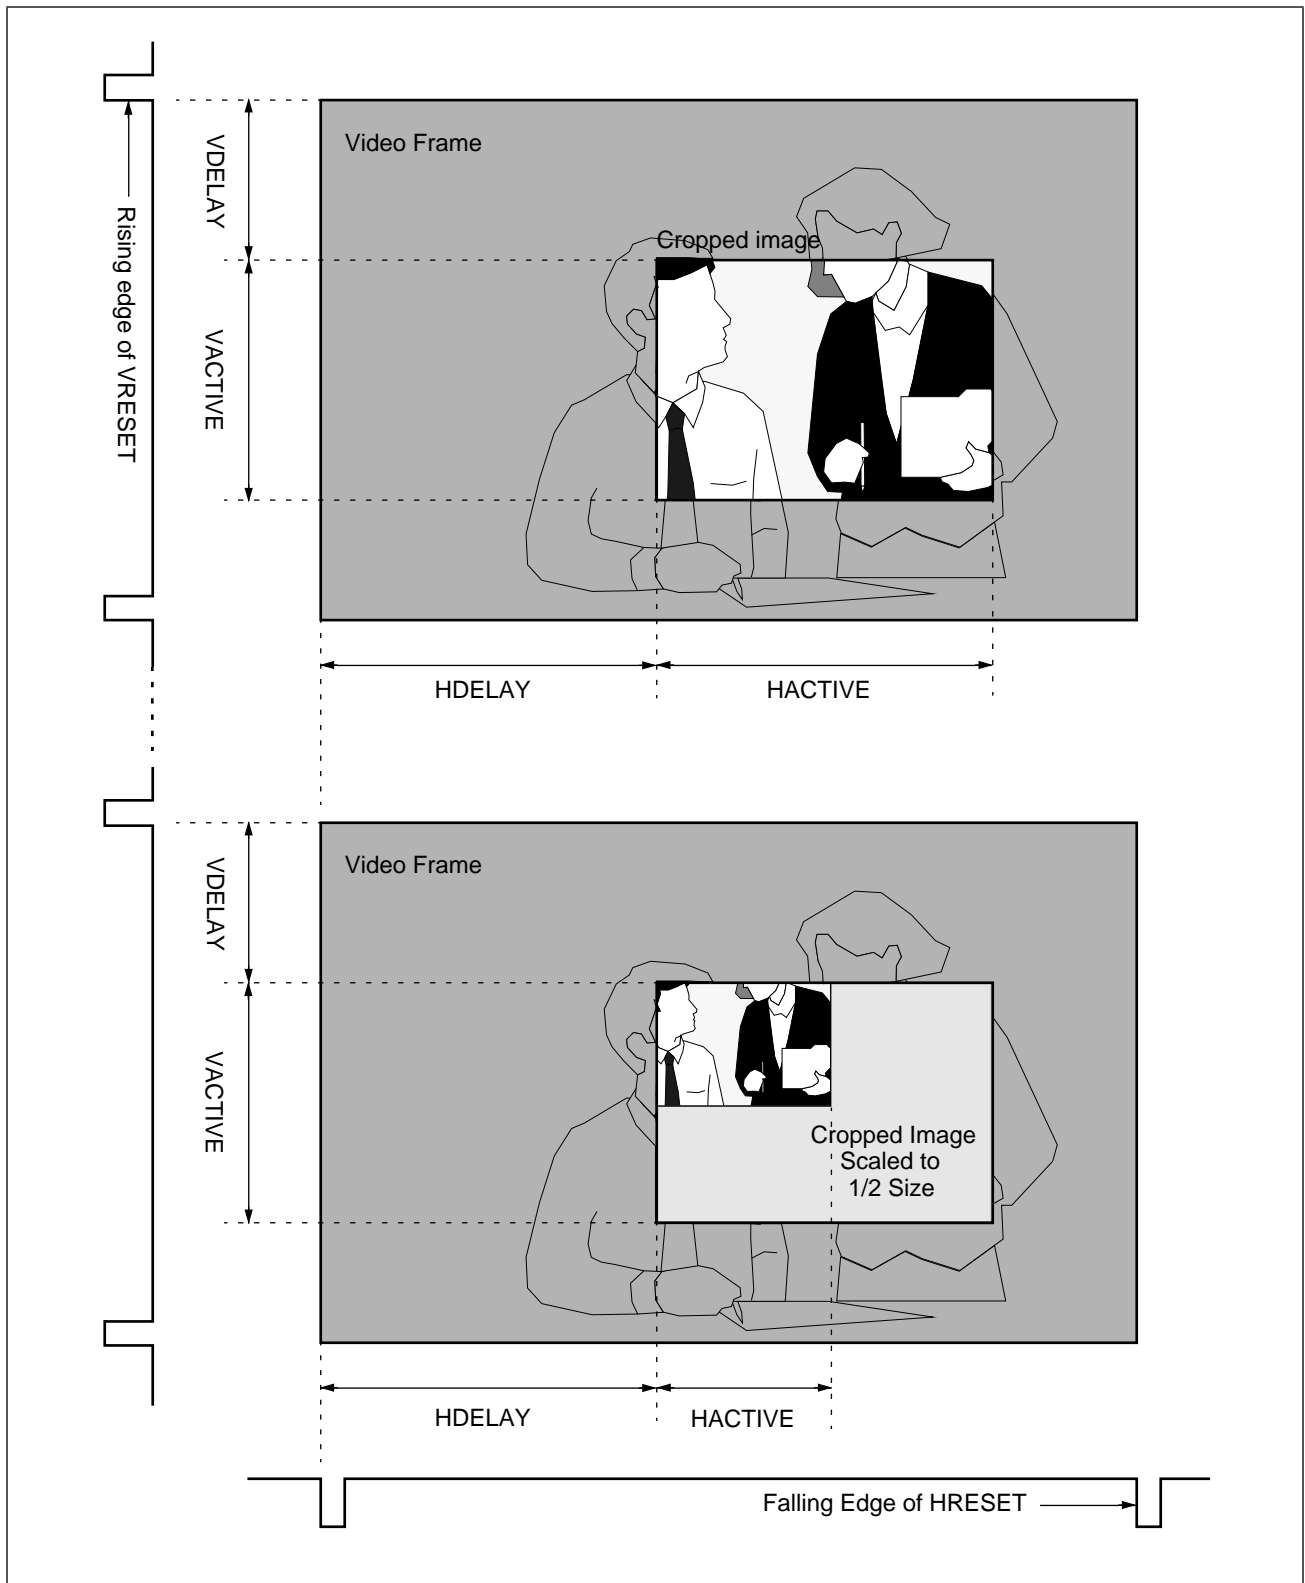 Video Frame
VDELAY
Rising edge of VRESET
Cropped image
VACTIVE
HDELAY
HACTIVE
Video Frame
VDELAY
VACTIVE
Cropped Image
Scaled to
1/2 Size
HDELAY
HACTIVE
Falling Edge of HRESET